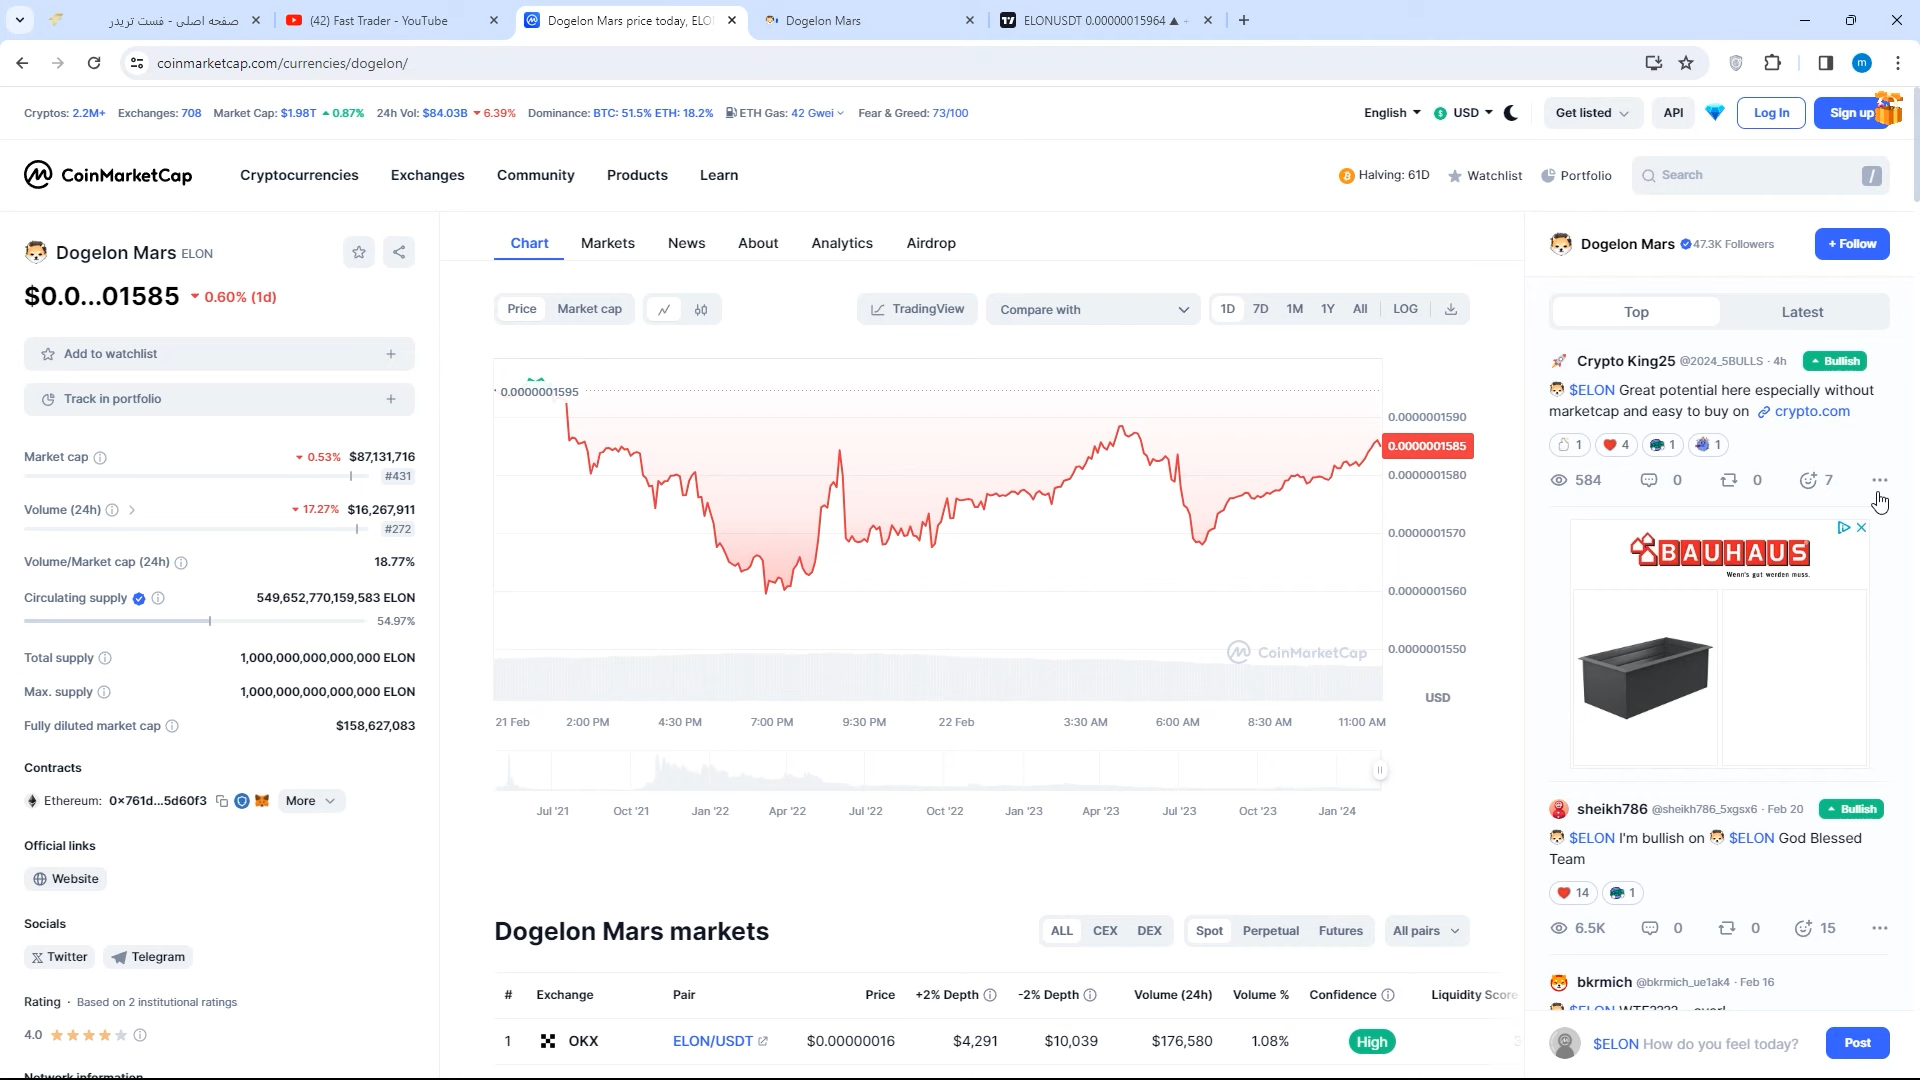 صفحه اصلی - فست تریدر
(42) Fast Trader - YouTube
Dogelon Mars price today, ELO
Dogelon Mars
ELONUSDT 0.00000015964 ▲
coinmarketcap.com/currencies/dogelon/
m
Cryptos: 2.2M+ Exchanges: 708 Market Cap: $1.98T 0.87% 24h Vol: $84.03B 6.39% Dominance: BTC: 51.5% ETH: 18.2% ETH Gas: 42 Gwei Fear & Greed: 73/100
English USD Get listed API Log In Sign up
CoinMarketCap
Cryptocurrencies Exchanges Community Products Learn
Halving: 61D Watchlist Portfolio Search /
Dogelon Mars ELON
$0.0...01585 0.60% (1d)
Add to watchlist +
Track in portfolio +
Market cap 0.53% $87,131,716
#431
Volume (24h) 17.27% $16,267,911
#272
Volume/Market cap (24h) 18.77%
Circulating supply 549,652,770,159,583 ELON
54.97%
Total supply 1,000,000,000,000,000 ELON
Max. supply 1,000,000,000,000,000 ELON
Fully diluted market cap $158,627,083
Contracts
Ethereum: 0x761d...5d60f3 More
Official links
Website
Socials
Twitter Telegram
Rating · Based on 2 institutional ratings
4.0
Network information
Chart Markets News About Analytics Airdrop
Price Market cap TradingView Compare with 1D 7D 1M 1Y All LOG
0.0000001595
0.0000001590
0.0000001585
0.0000001580
0.0000001570
0.0000001560
0.0000001550
CoinMarketCap
USD
21 Feb 2:00 PM 4:30 PM 7:00 PM 9:30 PM 22 Feb 3:30 AM 6:00 AM 8:30 AM 11:00 AM
Jul '21 Oct '21 Jan '22 Apr '22 Jul '22 Oct '22 Jan '23 Apr '23 Jul '23 Oct '23 Jan '24
Dogelon Mars markets
ALL CEX DEX Spot Perpetual Futures All pairs
# Exchange Pair Price +2% Depth -2% Depth Volume (24h) Volume % Confidence Liquidity Score
1 OKX ELON/USDT $0.00000016 $4,291 $10,039 $176,580 1.08% High
Dogelon Mars 47.3K Followers + Follow
Top Latest
Crypto King25 @2024_5BULLS · 4h Bullish
$ELON Great potential here especially without
marketcap and easy to buy on crypto.com
1 4 1 1
584 0 0 7 ...
BAUHAUS
Wenn's gut werden muss.
sheikh786 @sheikh786_5xgsx6 · Feb 20 Bullish
$ELON I'm bullish on $ELON God Blessed
Team
14 1
6.5K 0 0 15 ...
bkrmich @bkrmich_ue1ak4 · Feb 16
$ELON How do you feel today? Post